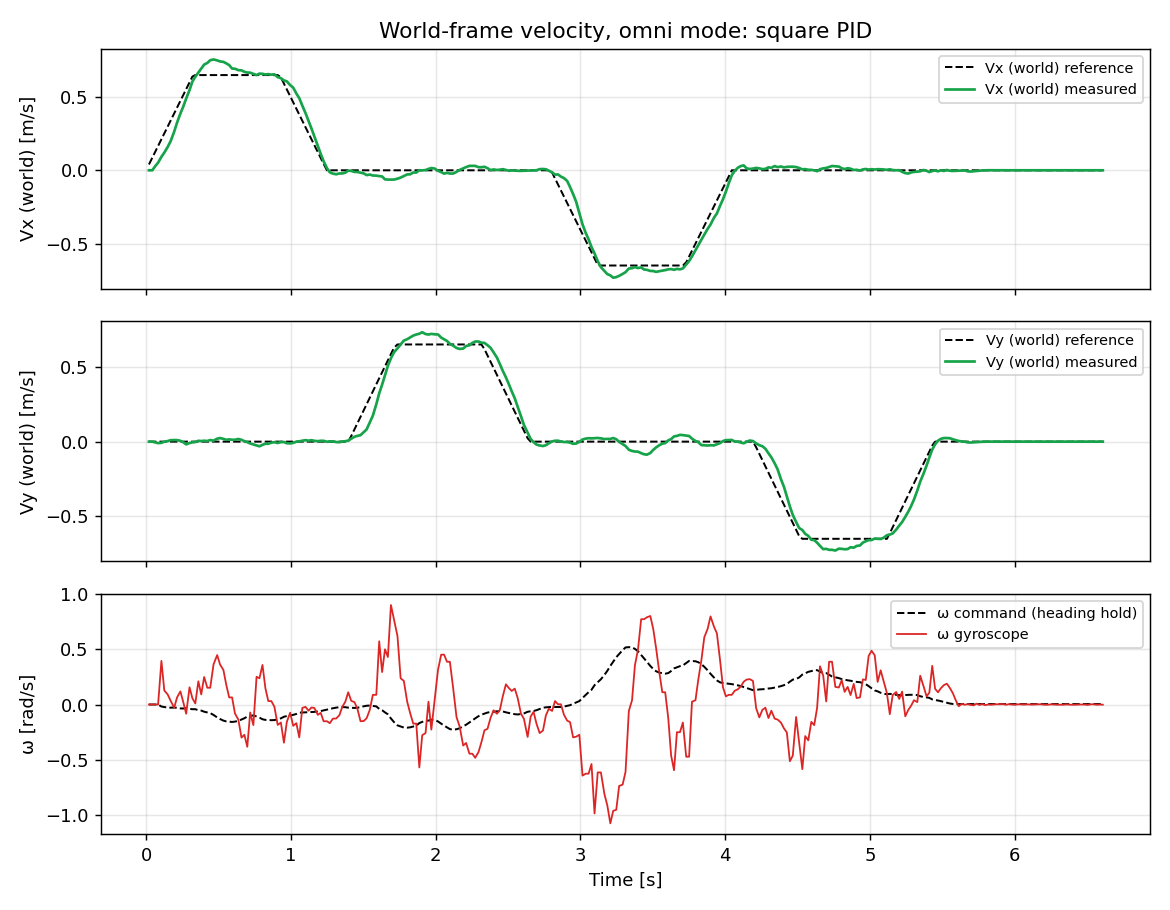 World-frame velocity, omni mode: square PID
Vx (world) [m/s]
0.5
0.0
−0.5
Vx (world) reference
Vx (world) measured
Vy (world) [m/s]
0.5
0.0
−0.5
Vy (world) reference
Vy (world) measured
ω [rad/s]
1.0
0.5
0.0
−0.5
−1.0
ω command (heading hold)
ω gyroscope
0 1 2 3 4 5 6
Time [s]